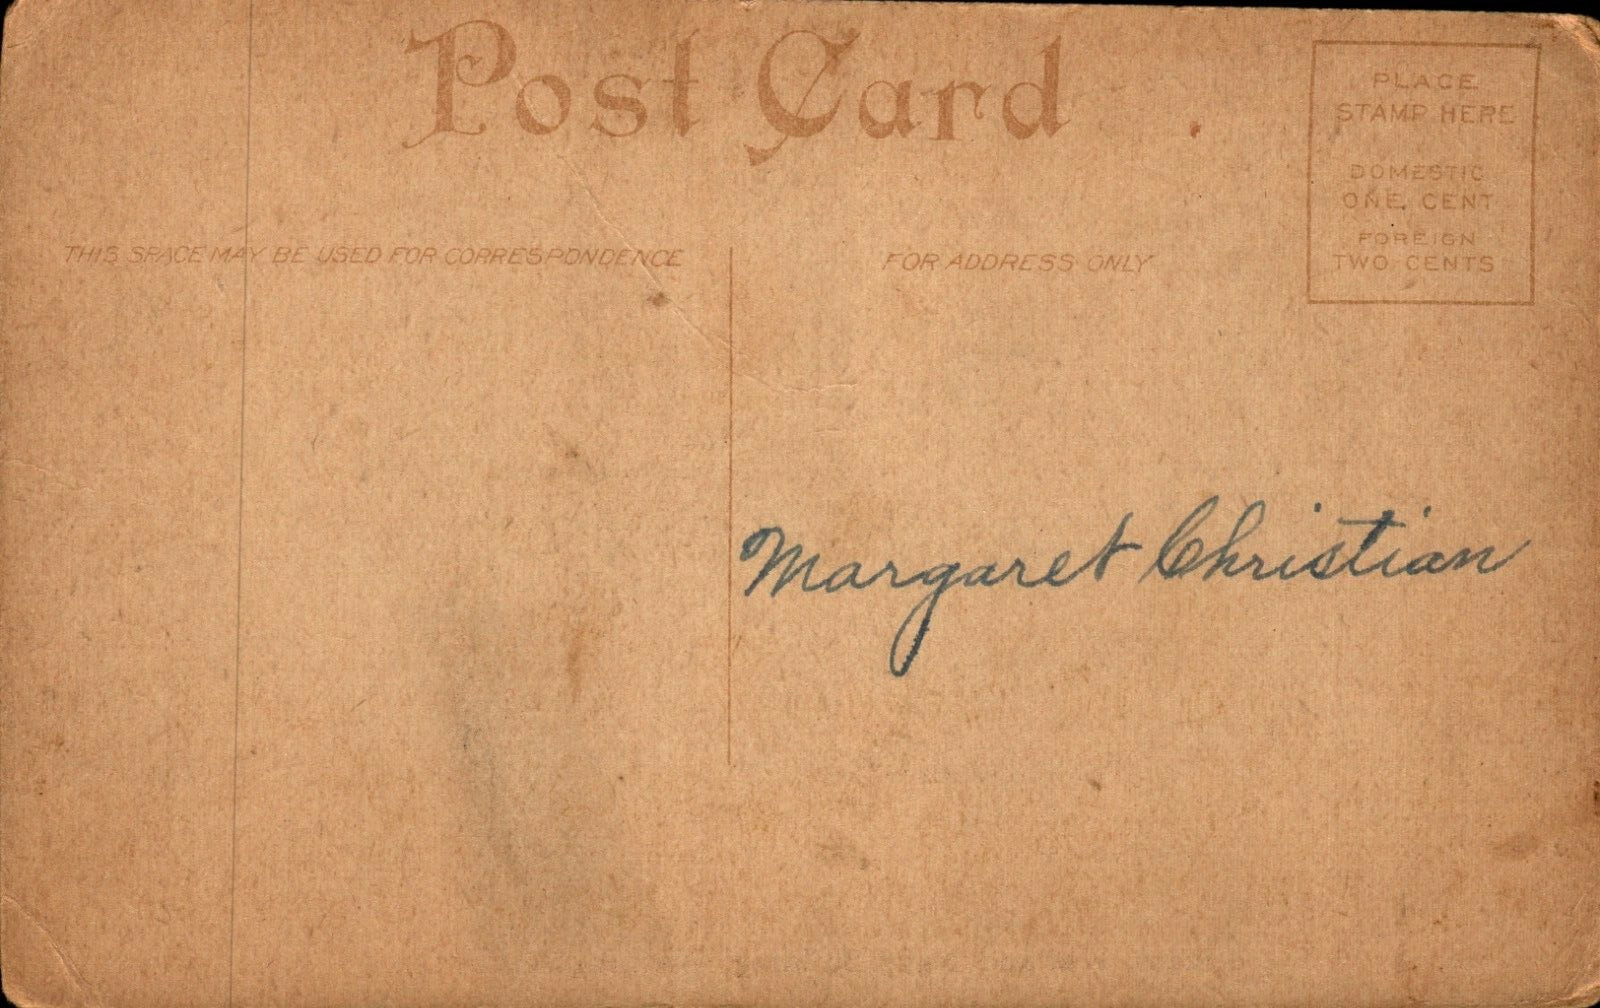 Post Card
PLACE
STAMP HERE
DOMESTIC
ONE CENT
FOREIGN
TWO CENTS
THIS SPACE MAY BE USED FOR CORRESPONDENCE
FOR ADDRESS ONLY
Margaret Christian